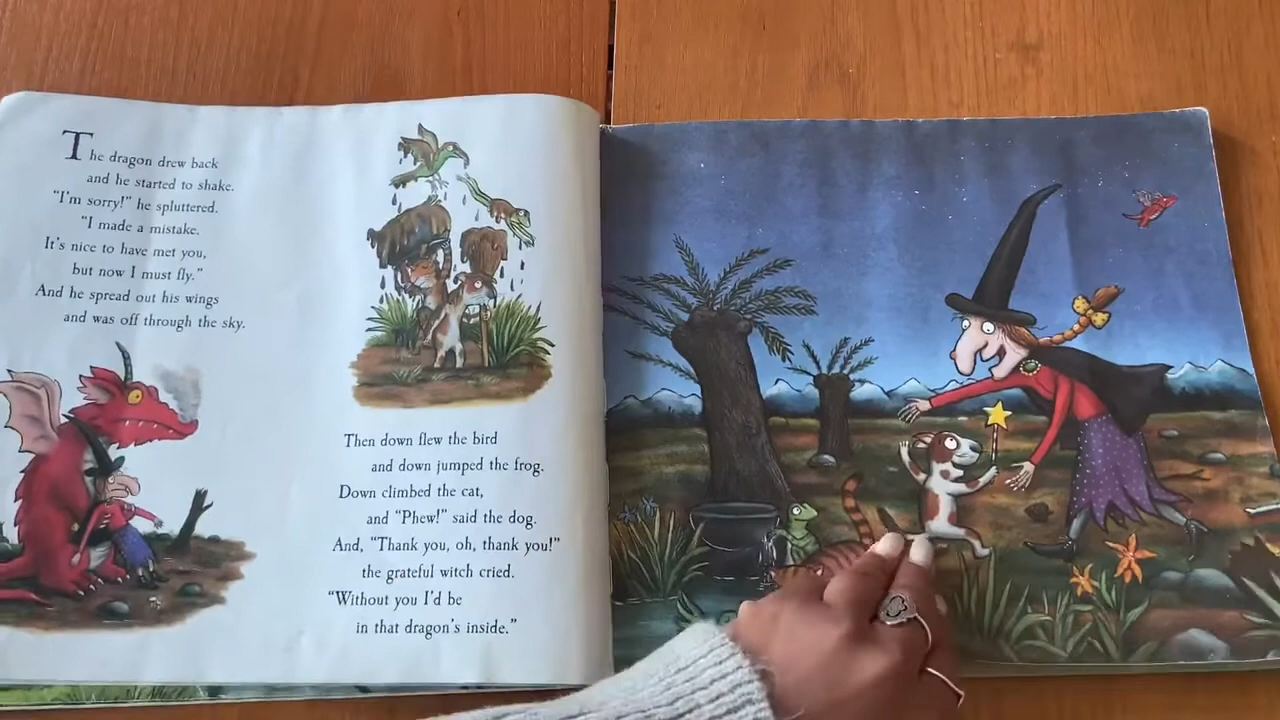 The dragon drew back
and he started to shake.
"I'm sorry!" he spluttered.
"I made a mistake.
It's nice to have met you,
but now I must fly."
And he spread out his wings
and was off through the sky.
Then down flew the bird
and down jumped the frog.
Down climbed the cat,
and "Phew!" said the dog.
And, "Thank you, oh, thank you!"
the grateful witch cried.
"Without you I'd be
in that dragon's inside."